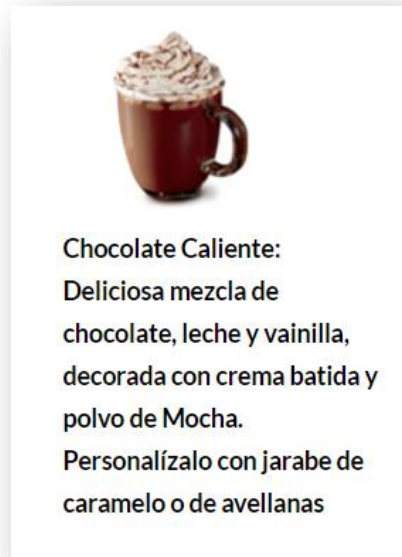 Chocolate Caliente:
Deliciosa mezcla de
chocolate, leche y vainilla,
decorada con crema batida y
polvo de Mocha.
Personalízalo con jarabe de
caramelo o de avellanas